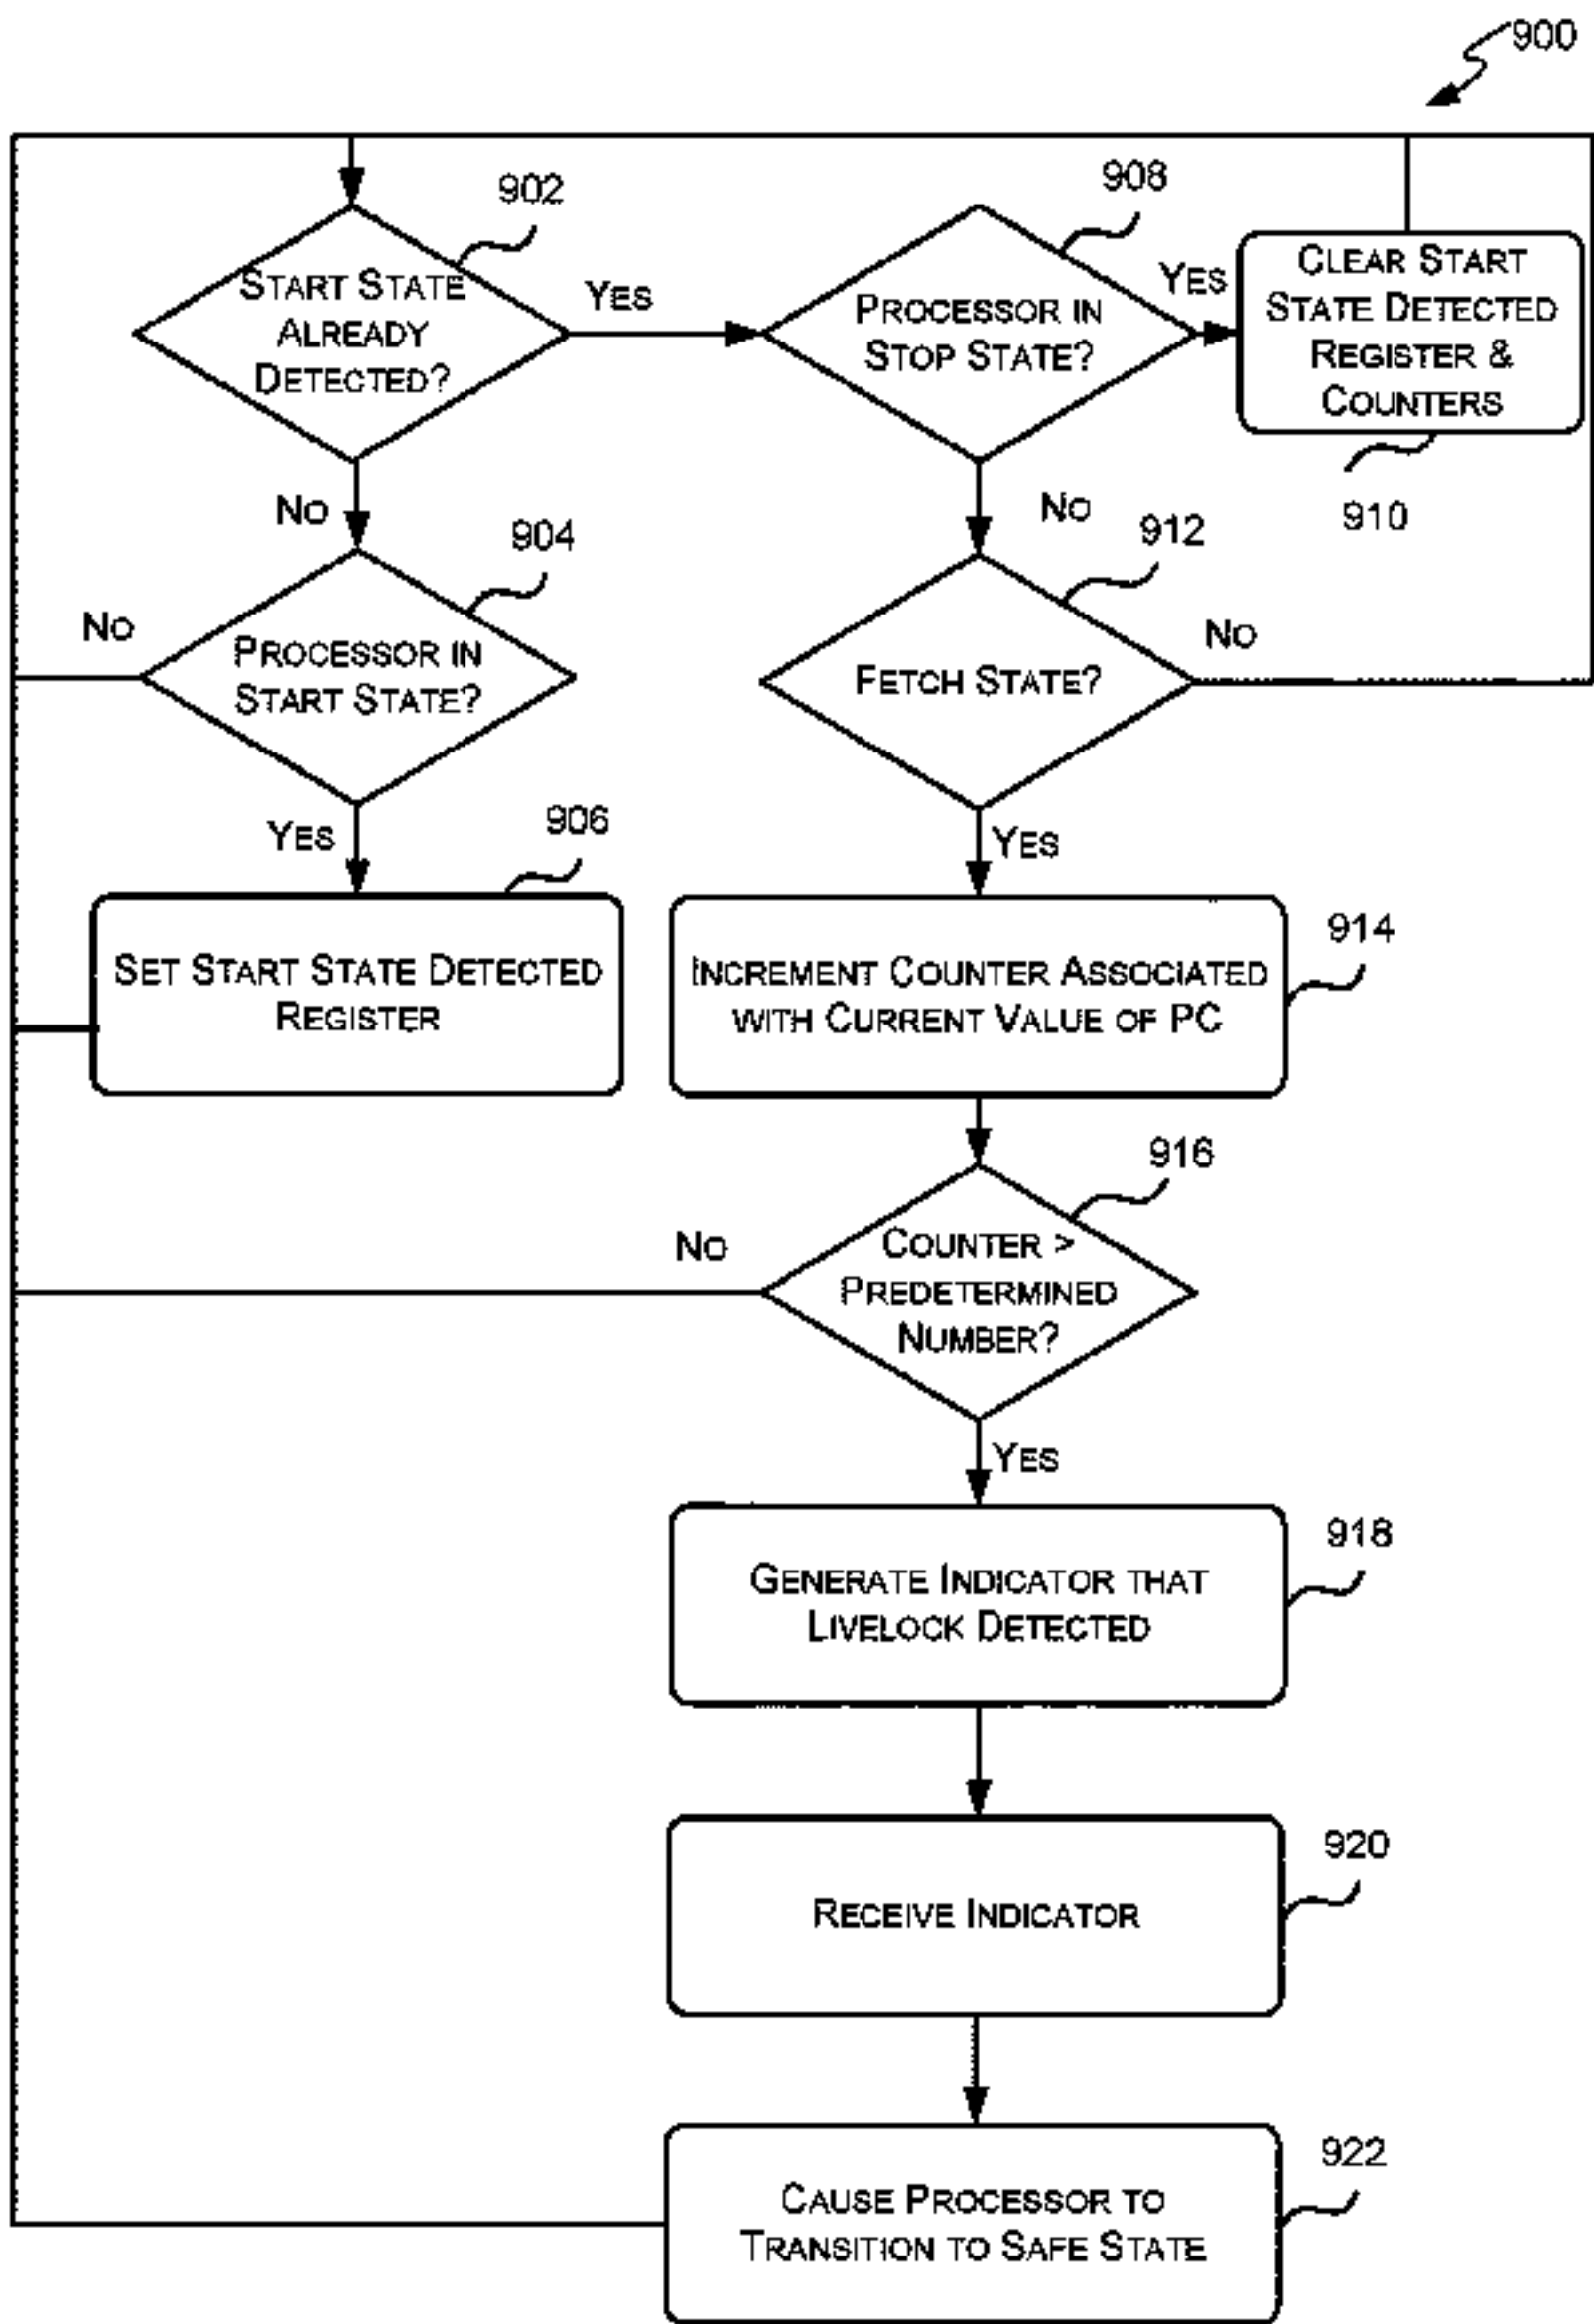 900
902
START STATE
ALREADY
DETECTED?
YES
908
PROCESSOR IN
STOP STATE?
YES
CLEAR START
STATE DETECTED
REGISTER &
COUNTERS
910
NO
904
PROCESSOR IN
START STATE?
NO
YES
906
SET START STATE DETECTED
REGISTER
NO
912
FETCH STATE?
NO
YES
914
INCREMENT COUNTER ASSOCIATED
WITH CURRENT VALUE OF PC
916
COUNTER >
PREDETERMINED
NUMBER?
NO
YES
918
GENERATE INDICATOR THAT
LIVELOCK DETECTED
920
RECEIVE INDICATOR
922
CAUSE PROCESSOR TO
TRANSITION TO SAFE STATE